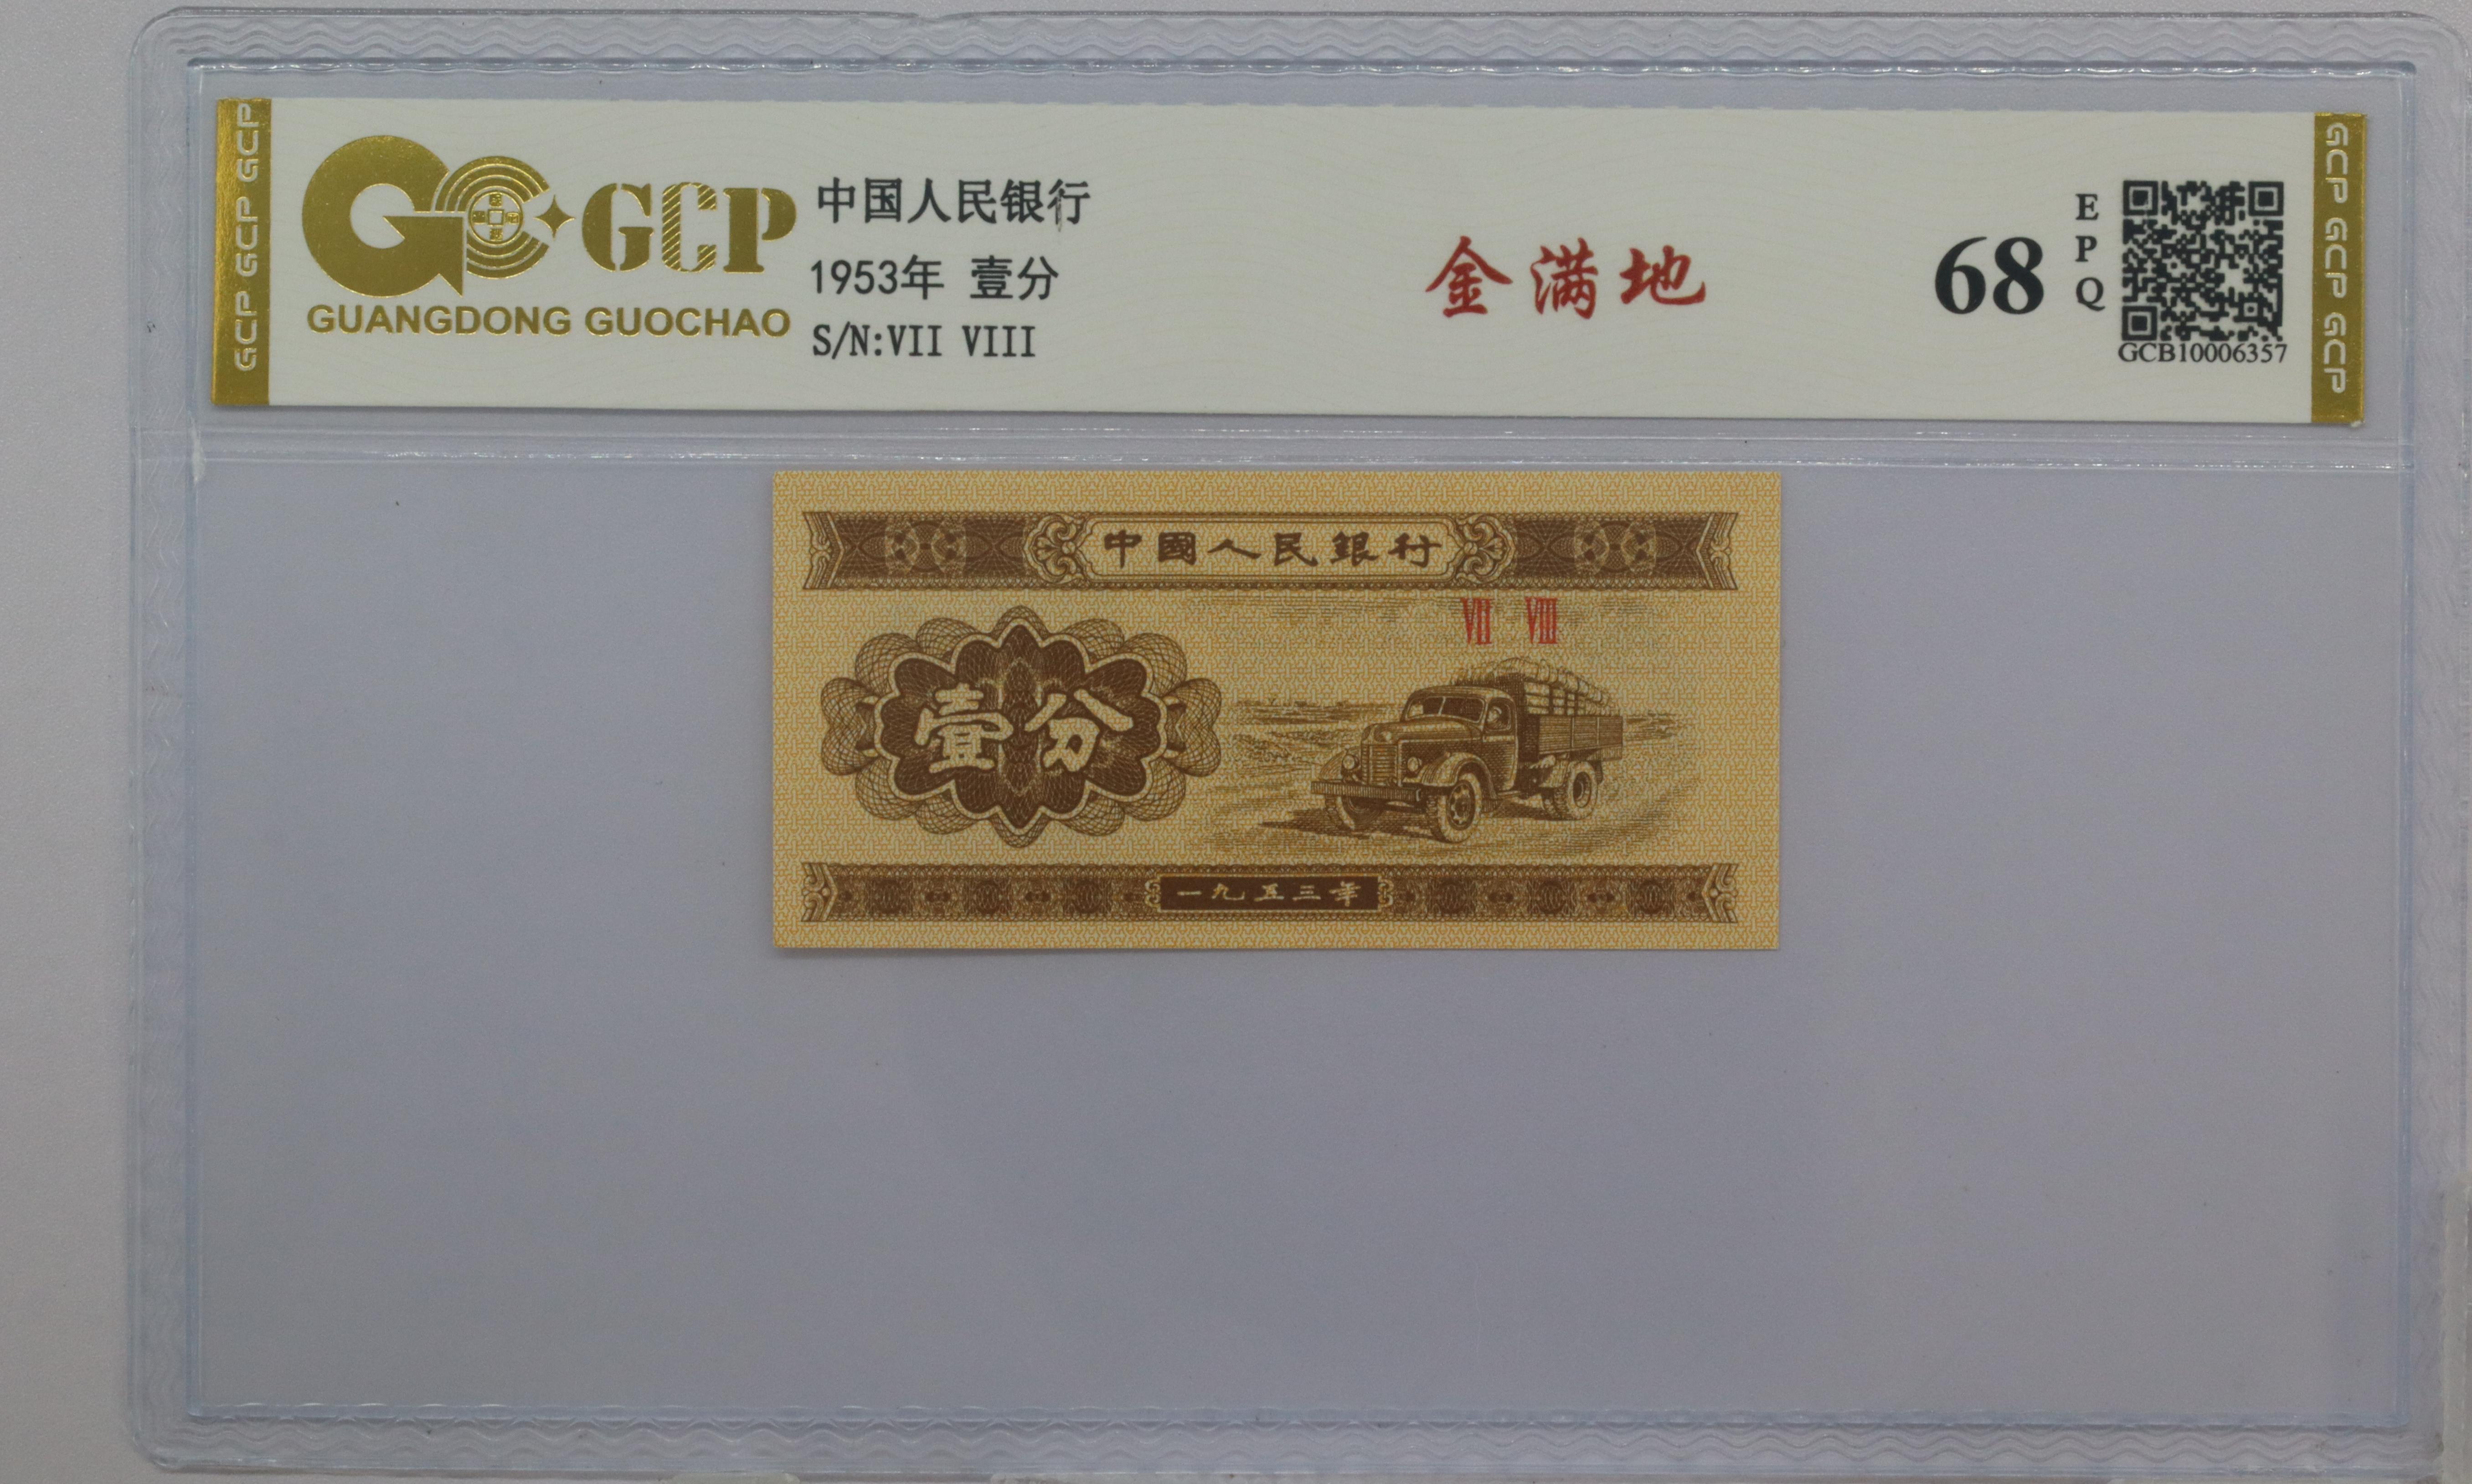 GCP GCP GCP
GCP
GUANGDONG GUOCHAO
中国人民银行
1953年 壹分
S/N:VII VIII
金满地
68
EPQ
GCB10006357
GCP GCP GCP
中國人民銀行
VII VIII
壹分
一九五三年